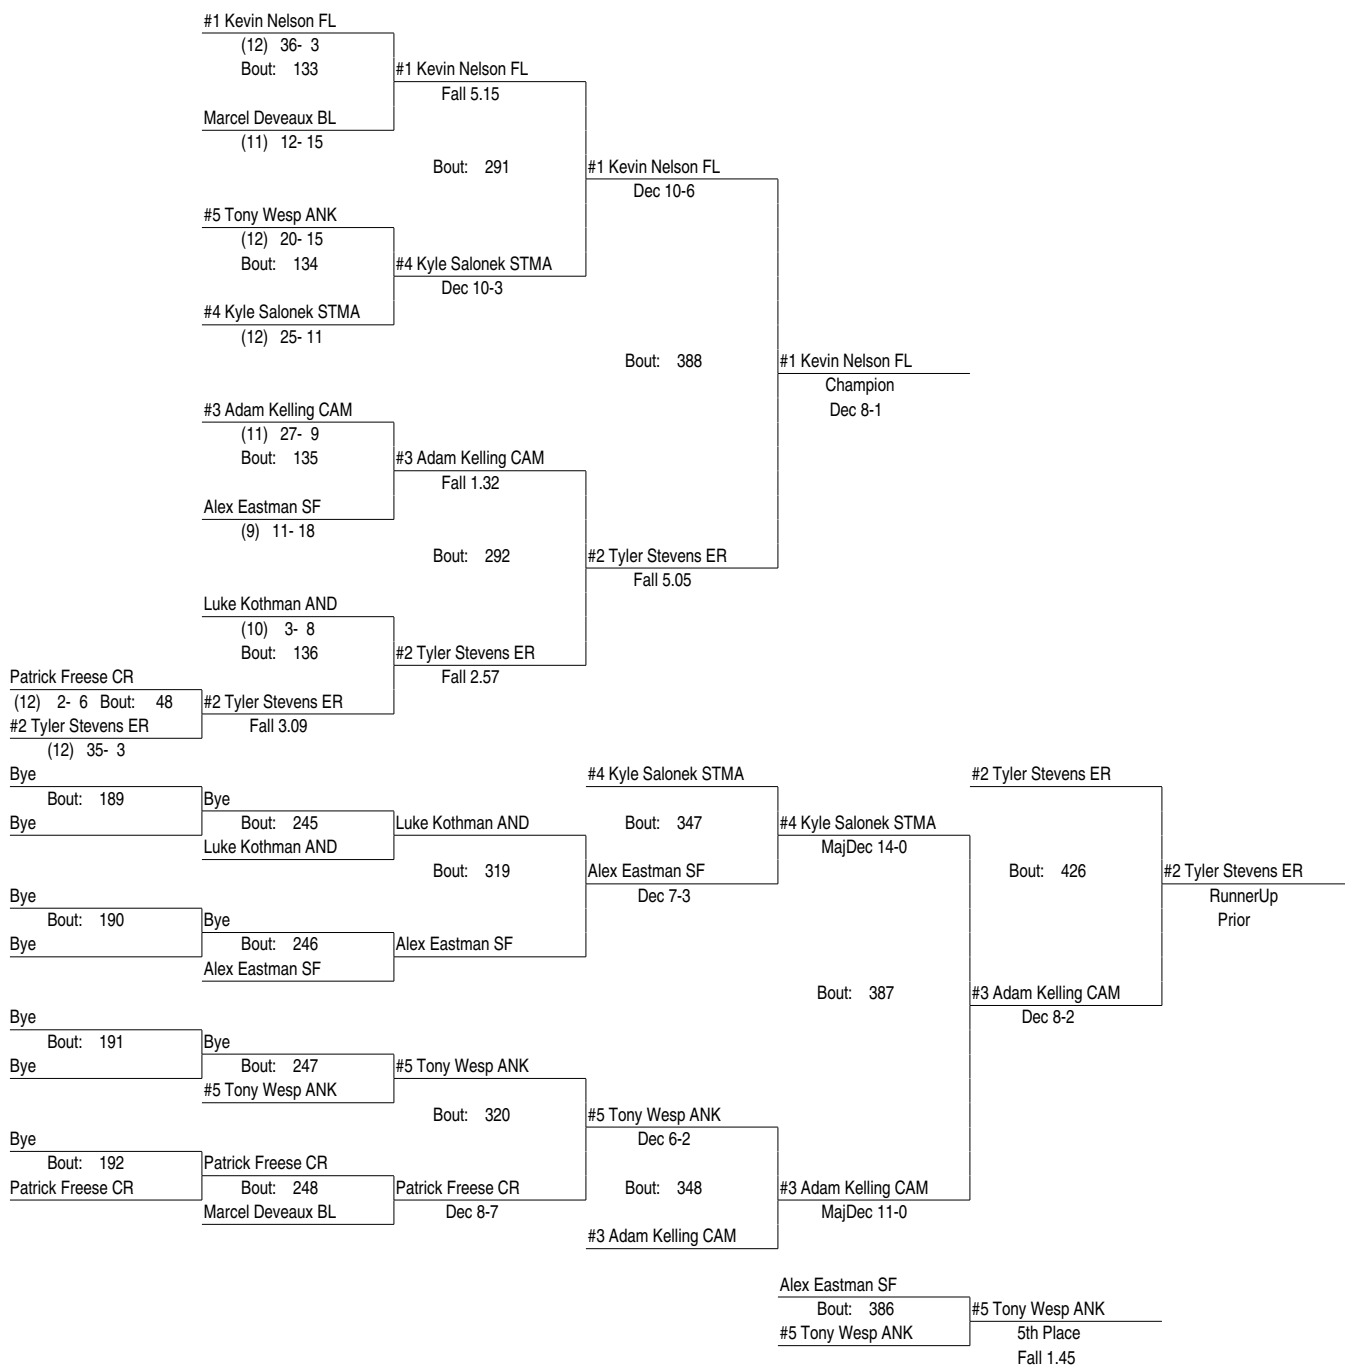 #1 Kevin Nelson FL
(12) 36- 3
Bout: 133
#1 Kevin Nelson FL
Fall 5.15
Marcel Deveaux BL
(11) 12- 15
Bout: 291
#1 Kevin Nelson FL
Dec 10-6
#5 Tony Wesp ANK
(12) 20- 15
Bout: 134
#4 Kyle Salonek STMA
Dec 10-3
#4 Kyle Salonek STMA
(12) 25- 11
Bout: 388
#1 Kevin Nelson FL
Champion
Dec 8-1
#3 Adam Kelling CAM
(11) 27- 9
Bout: 135
#3 Adam Kelling CAM
Fall 1.32
Alex Eastman SF
(9) 11- 18
Bout: 292
#2 Tyler Stevens ER
Fall 5.05
Luke Kothman AND
(10) 3- 8
Bout: 136
#2 Tyler Stevens ER
Fall 2.57
Patrick Freese CR
(12) 2- 6 Bout: 48
#2 Tyler Stevens ER
Fall 3.09
#2 Tyler Stevens ER
(12) 35- 3
Bye
Bout: 189
Bye
Bye
Bout: 245
Luke Kothman AND
Luke Kothman AND
Bout: 319
#4 Kyle Salonek STMA
Bout: 347
Alex Eastman SF
Dec 7-3
#4 Kyle Salonek STMA
MajDec 14-0
#2 Tyler Stevens ER
Bout: 426
#2 Tyler Stevens ER
RunnerUp
Prior
Bye
Bout: 190
Bye
Bye
Bout: 246
Alex Eastman SF
Alex Eastman SF
Bout: 387
#3 Adam Kelling CAM
Dec 8-2
Bye
Bout: 191
Bye
Bye
Bout: 247
#5 Tony Wesp ANK
#5 Tony Wesp ANK
Bout: 320
#5 Tony Wesp ANK
Dec 6-2
Bye
Bout: 192
Patrick Freese CR
Patrick Freese CR
Bout: 248
Marcel Deveaux BL
Patrick Freese CR
Dec 8-7
Bout: 348
#3 Adam Kelling CAM
MajDec 11-0
#3 Adam Kelling CAM
Alex Eastman SF
Bout: 386
#5 Tony Wesp ANK
#5 Tony Wesp ANK
5th Place
Fall 1.45